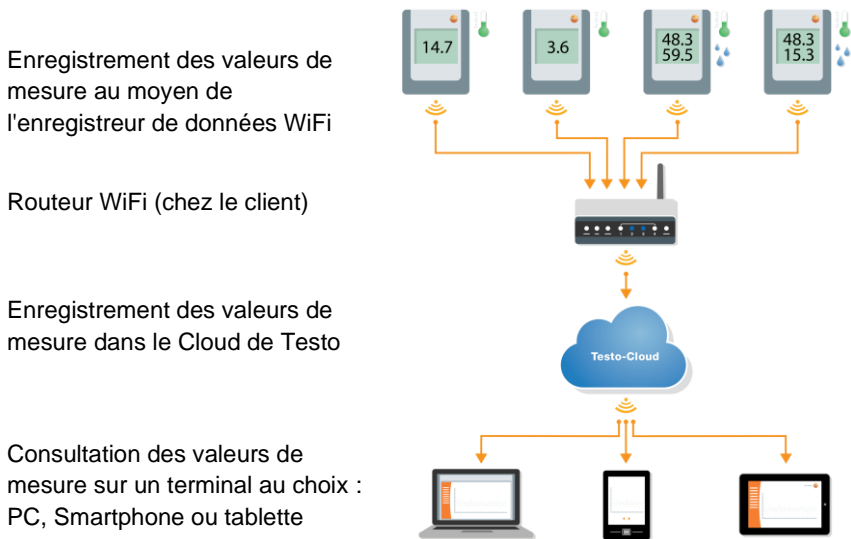 14.7
3.6
48.3
59.5
48.3
15.3
Enregistrement des valeurs de
mesure au moyen de
l'enregistreur de données WiFi
Routeur WiFi (chez le client)
Enregistrement des valeurs de
mesure dans le Cloud de Testo
Testo-Cloud
Consultation des valeurs de
mesure sur un terminal au choix :
PC, Smartphone ou tablette